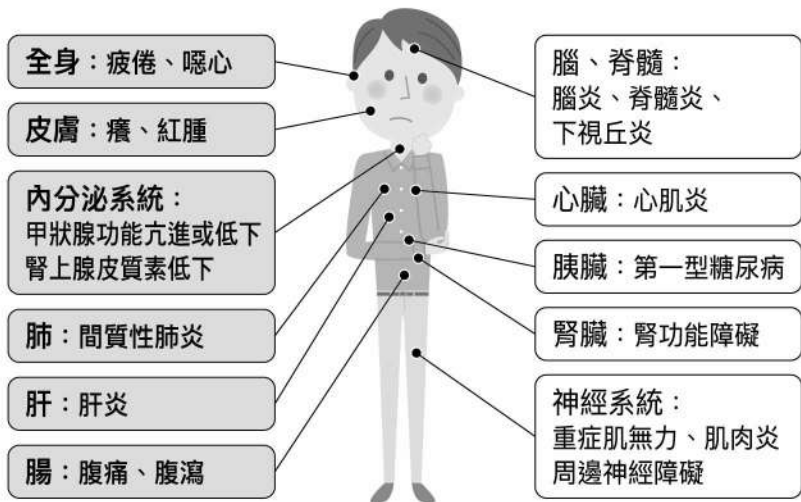 全身：疲倦、噁心
皮膚：癢、紅腫
內分泌系統：
甲狀腺功能亢進或低下
腎上腺皮質素低下
肺：間質性肺炎
肝：肝炎
腸：腹痛、腹瀉
腦、脊髓：
腦炎、脊髓炎、
下視丘炎
心臟：心肌炎
胰臟：第一型糖尿病
腎臟：腎功能障礙
神經系統：
重症肌無力、肌肉炎
周邊神經障礙